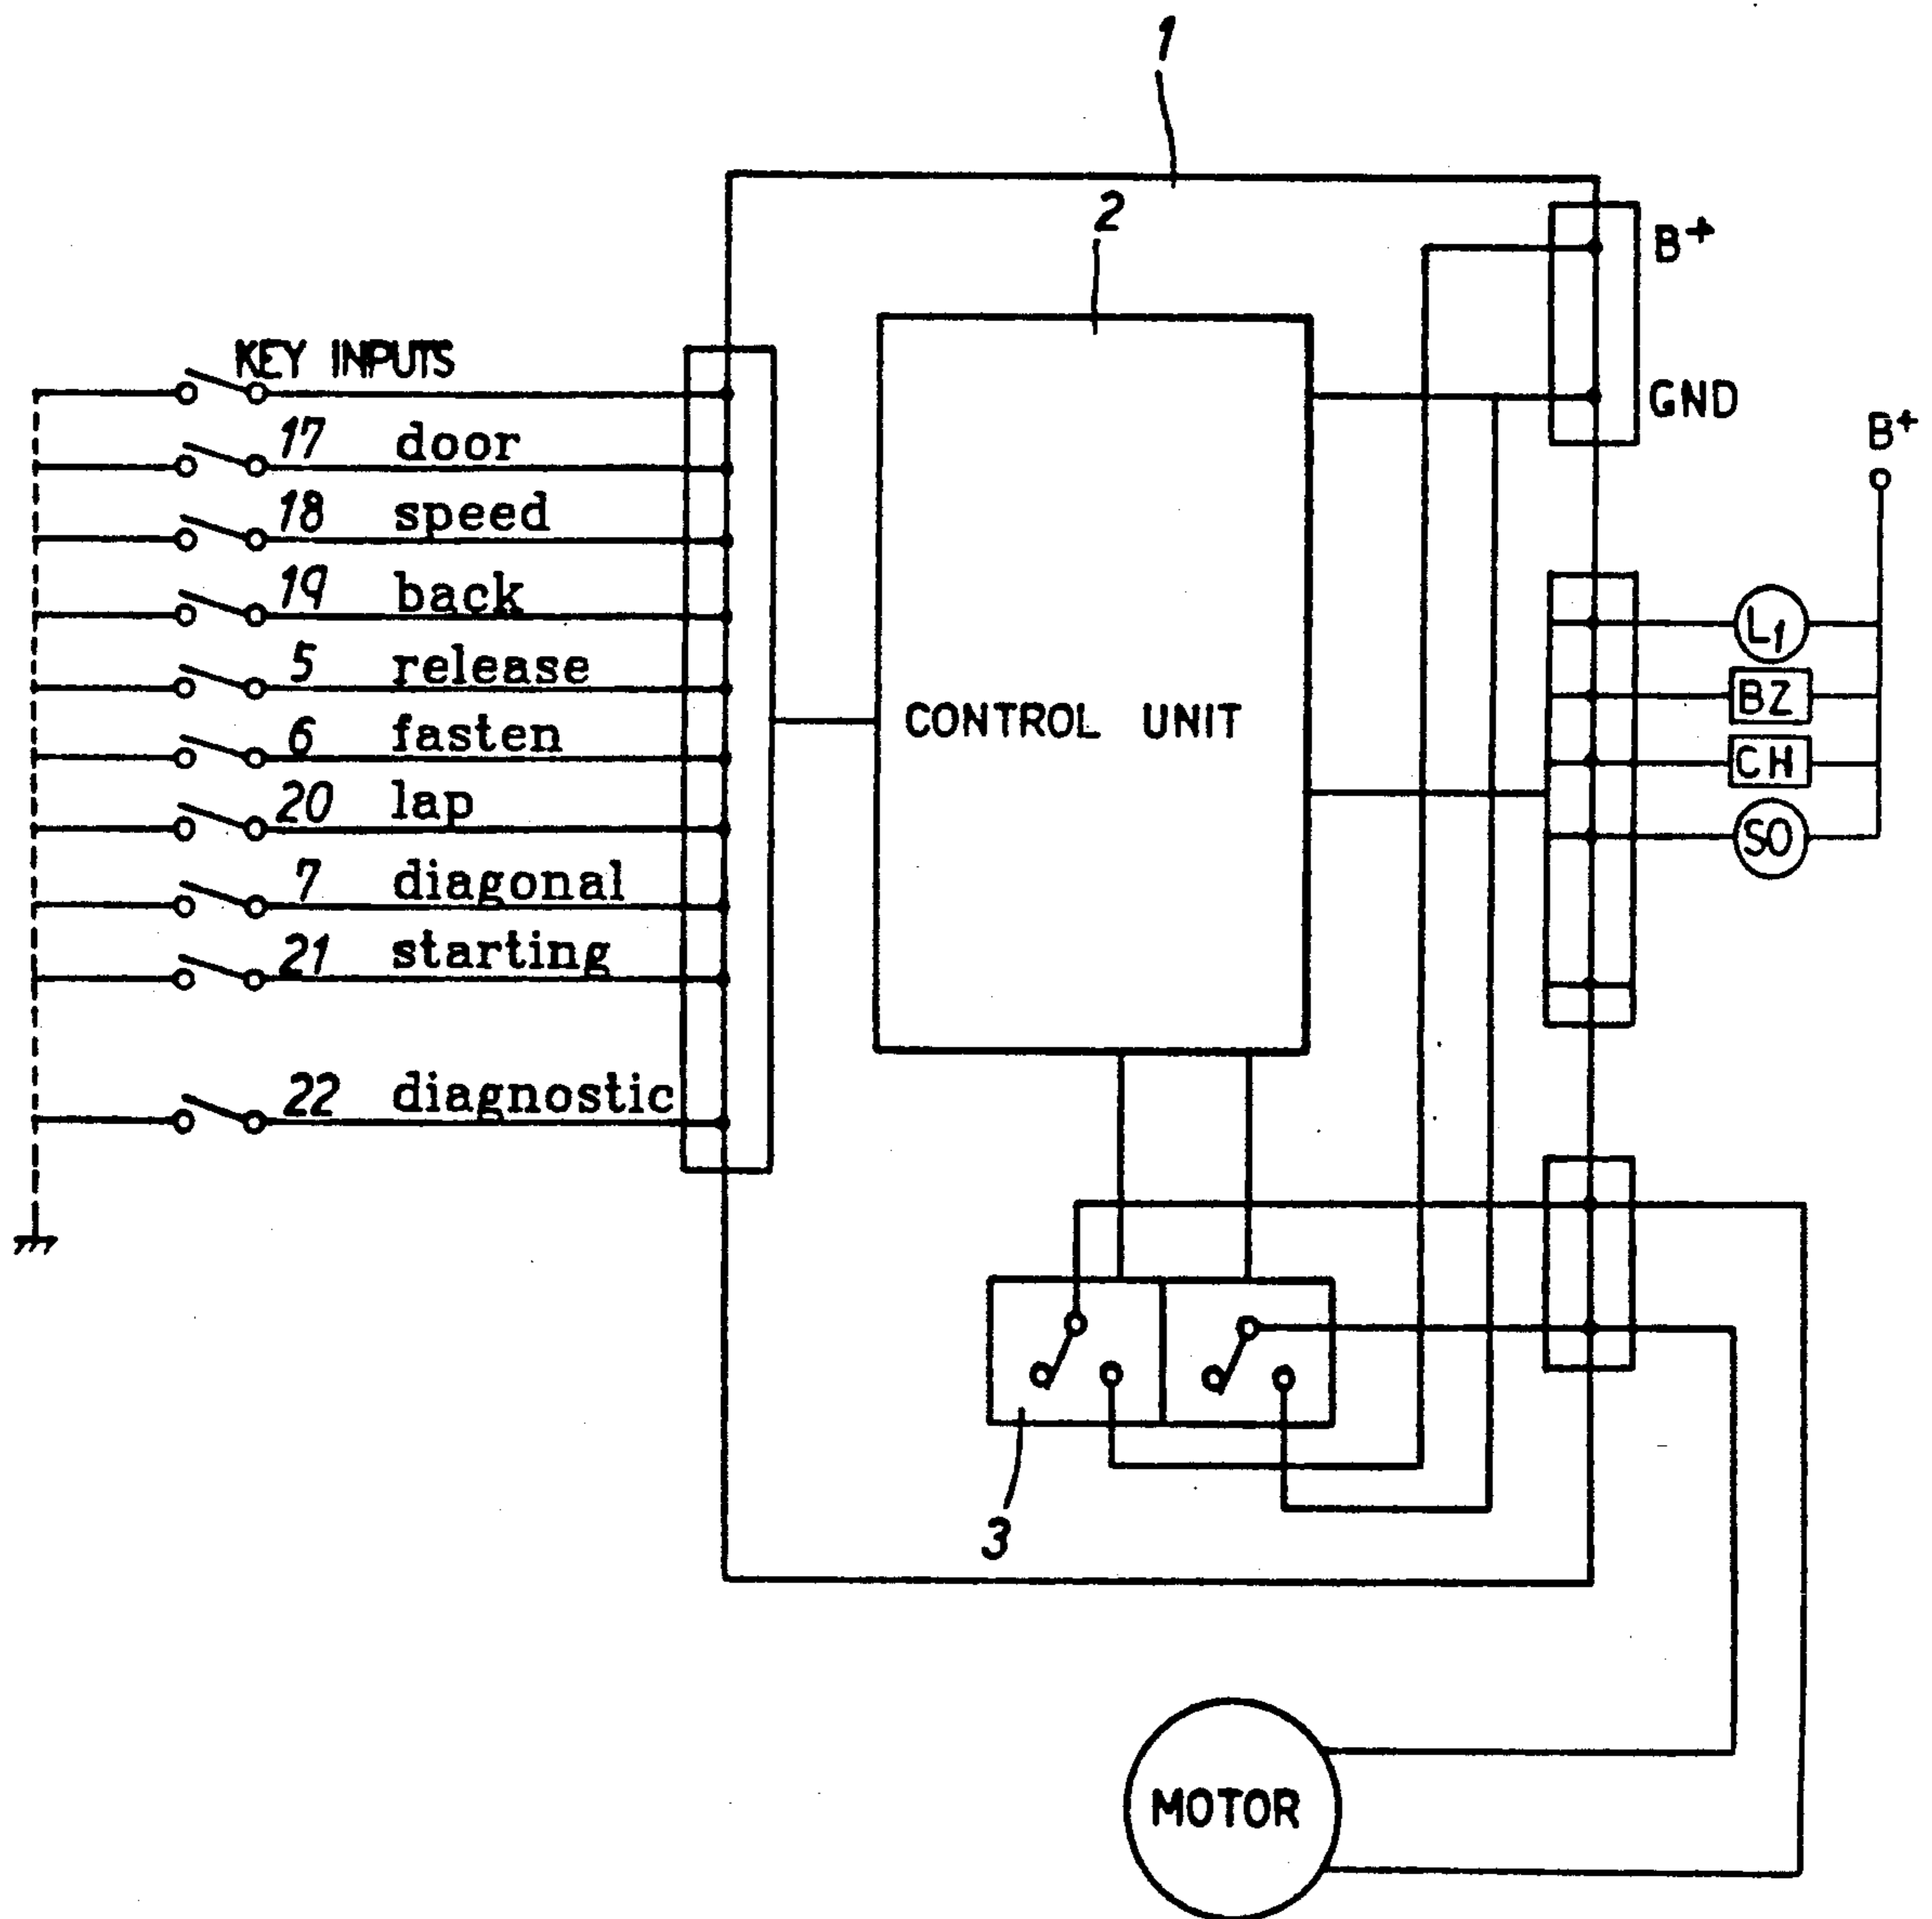 1
2
B+
KEY INPUTS
GND
B+
17 door
18 speed
19 back
L1
5 release
BZ
6 fasten
CONTROL UNIT
CH
20 lap
SO
7 diagonal
21 starting
22 diagnostic
3
MOTOR